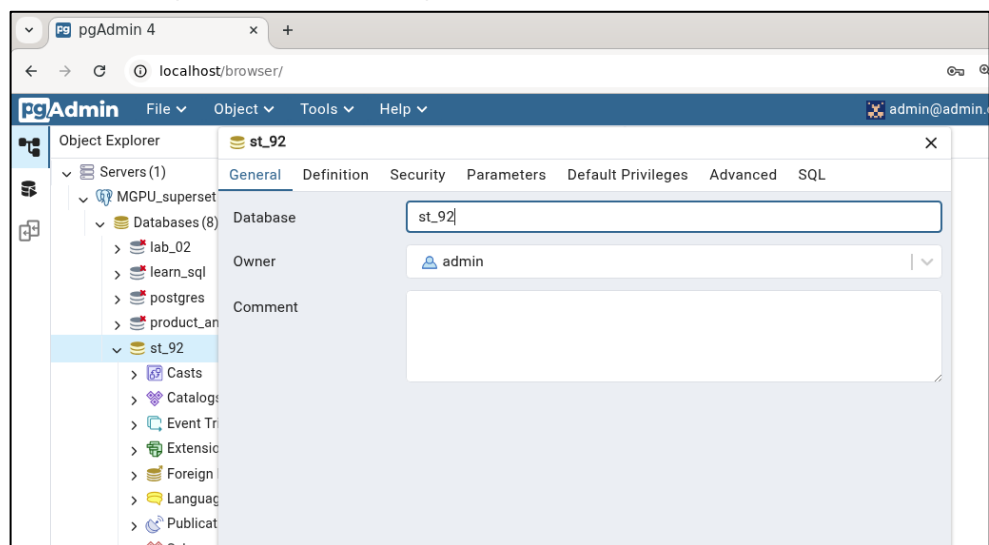 pgAdmin 4
localhost/browser/
pgAdmin File Object Tools Help admin@admin.
Object Explorer
st_92
General Definition Security Parameters Default Privileges Advanced SQL
Servers (1)
MGPU_superset
Databases (8)
lab_02
learn_sql
postgres
product_an
st_92
Casts
Catalogs
Event Tr
Extensio
Foreign
Languag
Publicat
Database st_92
Owner admin
Comment